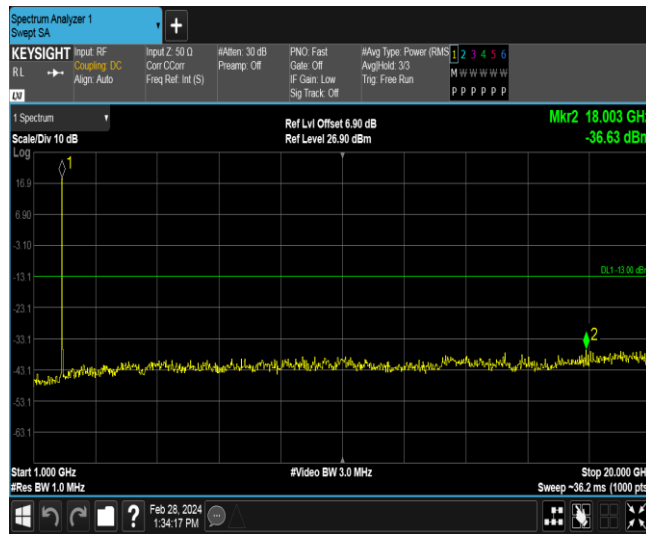 Spectrum Analyzer 1
Swept SA
+
KEYSIGHT
RL
LXI
Input: RF
Coupling: DC
Align: Auto
Input Z: 50 Ω
Corr CCorr
Freq Ref: Int (S)
#Atten: 30 dB
Preamp: Off
PNO: Fast
Gate: Off
IF Gain: Low
Sig Track: Off
#Avg Type: Power (RMS
Avg|Hold: 3/3
Trig: Free Run
1 2 3 4 5 6
M W W W W W
P P P P P P
1 Spectrum
Scale/Div 10 dB
Log
Ref Lvl Offset 6.90 dB
Ref Level 26.90 dBm
Mkr2 18.003 GHz
-36.63 dBm
1
16.9
6.90
-3.10
-13.1
DL1 -13.00 dBm
-23.1
-33.1
2
-43.1
-53.1
-63.1
Start 1.000 GHz
#Res BW 1.0 MHz
#Video BW 3.0 MHz
Stop 20.000 GH
Sweep ~36.2 ms (1000 pts
?
Feb 28, 2024
1:34:17 PM